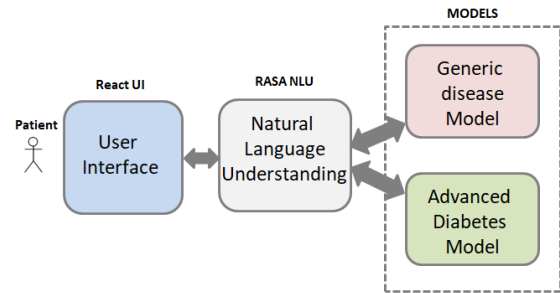 MODELS
React UI
RASA NLU
Patient
User
Interface
Natural
Language
Understanding
Generic
disease
Model
Advanced
Diabetes
Model